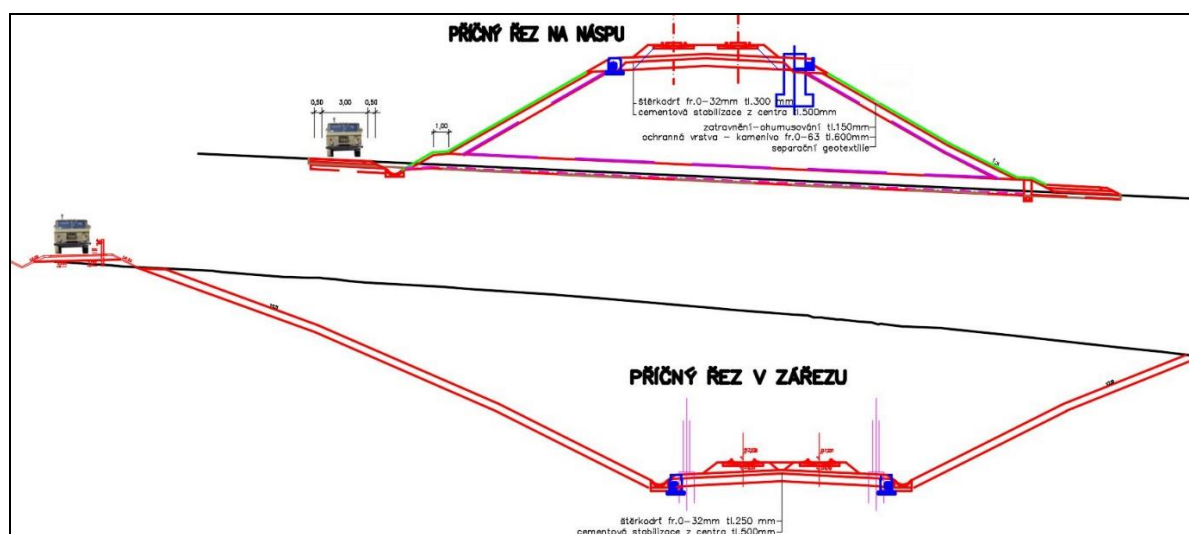 PŘÍČNÝ ŘEZ NA NÁSPU
štěrkodrť fr.0-32mm tl.300 mm
cementová stabilizace z centra tl.500mm
zatravnění-ohumusování tl.150mm
ochranná vrstva - kamenivo fr.0-63 tl.600mm
separační geotextilie
0,50 3,00 0,50
1,00
PŘÍČNÝ ŘEZ V ZÁŘEZU
štěrkodrť fr.0-32mm tl.250 mm
cementová stabilizace z centra tl.500mm